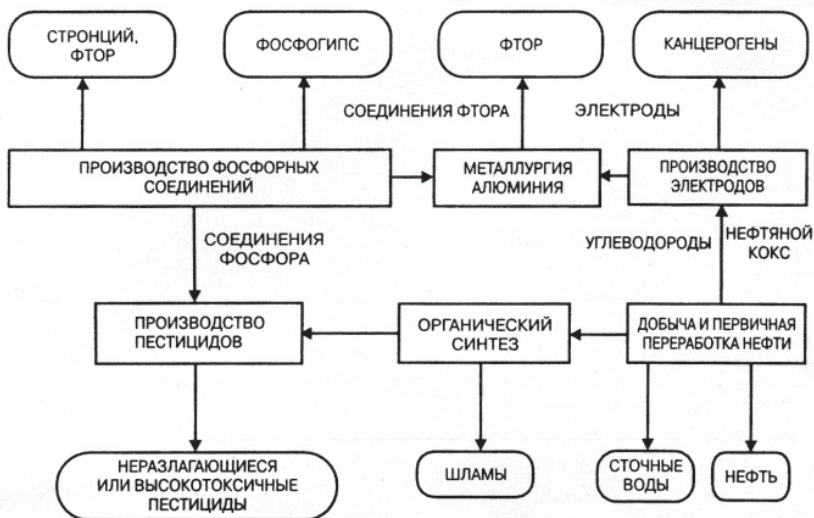 СТРОНЦИЙ,
ФТОР
ФОСФОГИПС
ФТОР
КАНЦЕРОГЕНЫ
СОЕДИНЕНИЯ ФТОРА
ЭЛЕКТРОДЫ
ПРОИЗВОДСТВО ФОСФОРНЫХ
СОЕДИНЕНИЙ
МЕТАЛЛУРГИЯ
АЛЮМИНИЯ
ПРОИЗВОДСТВО
ЭЛЕКТРОДОВ
СОЕДИНЕНИЯ
ФОСФОРА
УГЛЕВОДОРОДЫ
НЕФТЯНОЙ
КОКС
ПРОИЗВОДСТВО
ПЕСТИЦИДОВ
ОРГАНИЧЕСКИЙ
СИНТЕЗ
ДОБЫЧА И ПЕРВИЧНАЯ
ПЕРЕРАБОТКА НЕФТИ
НЕРАЗЛАГАЮЩИЕСЯ
ИЛИ ВЫСОКОТОКСИЧНЫЕ
ПЕСТИЦИДЫ
ШЛАМЫ
СТОЧНЫЕ
ВОДЫ
НЕФТЬ